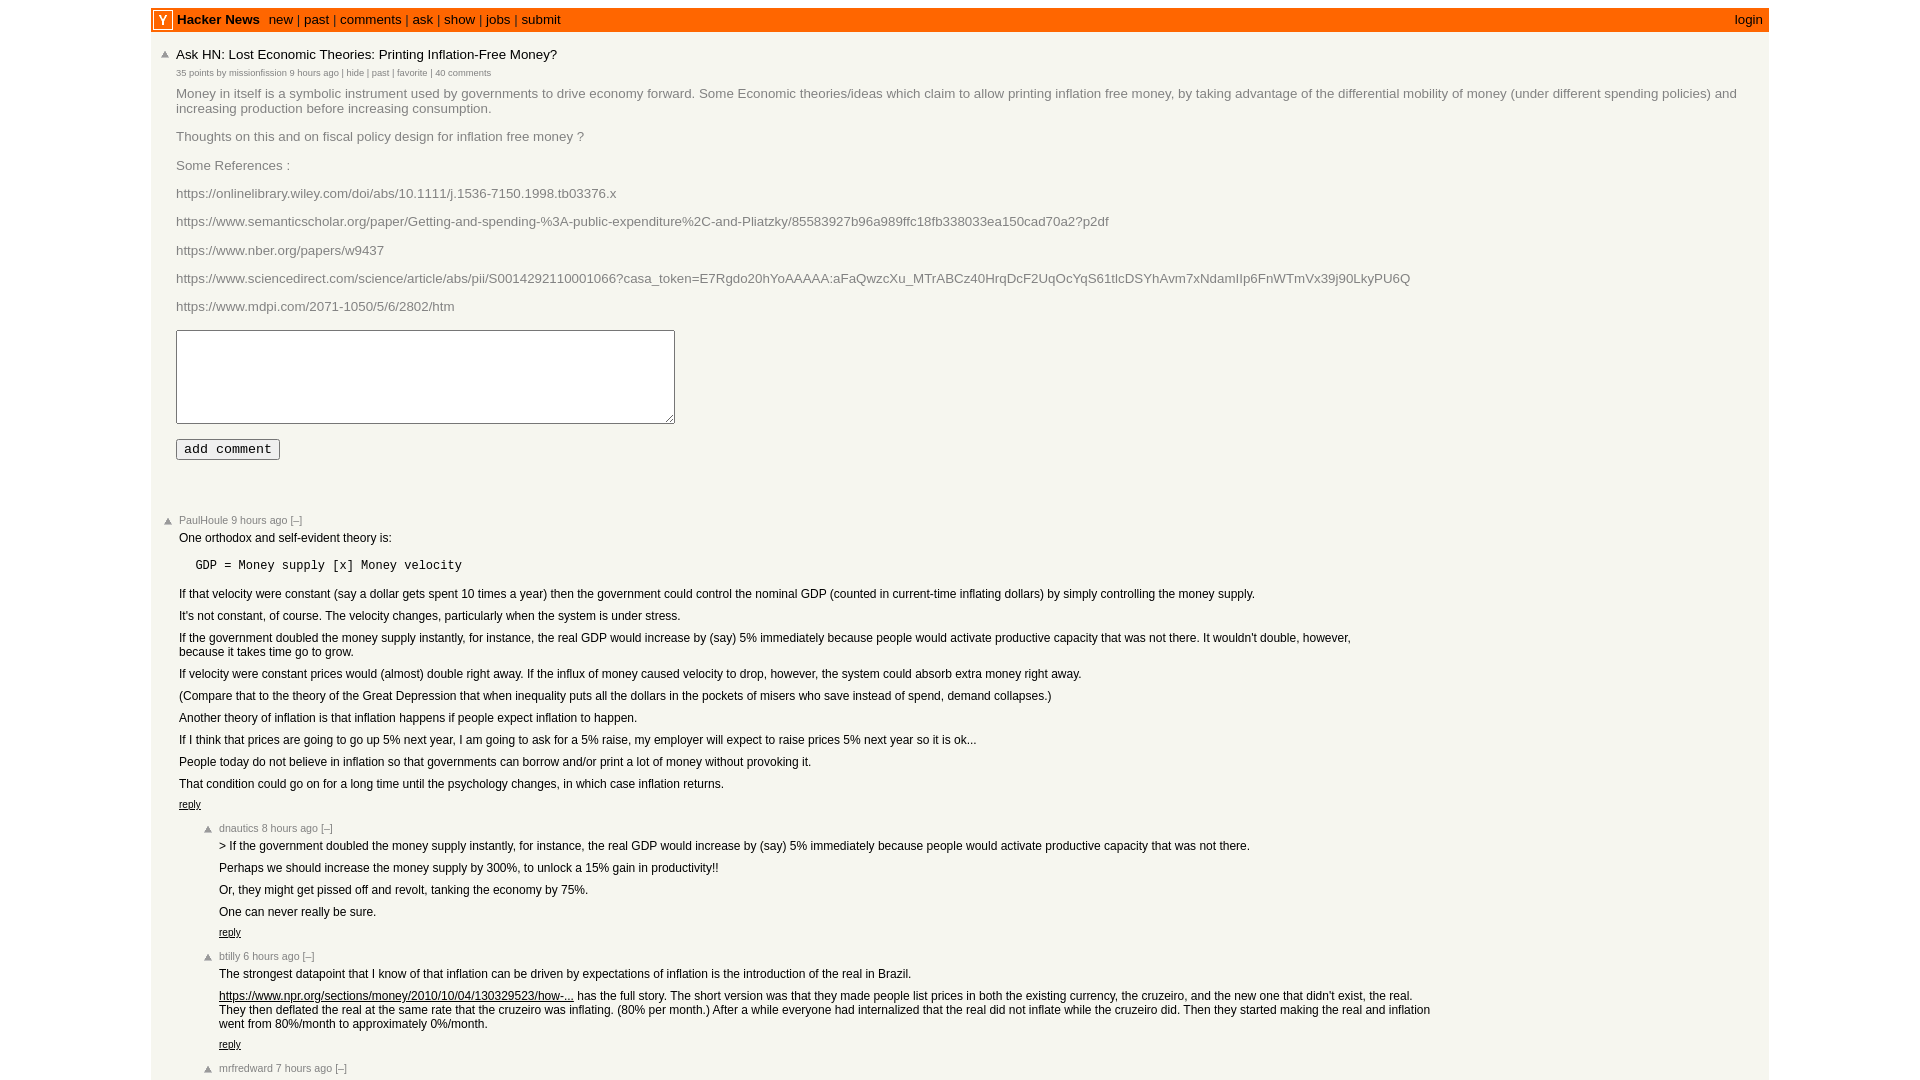 Y Hacker News new | past | comments | ask | show | jobs | submit login
Ask HN: Lost Economic Theories: Printing Inflation-Free Money?
35 points by missionfission 9 hours ago | hide | past | favorite | 40 comments
Money in itself is a symbolic instrument used by governments to drive economy forward. Some Economic theories/ideas which claim to allow printing inflation free money, by taking advantage of the differential mobility of money (under different spending policies) and
increasing production before increasing consumption.
Thoughts on this and on fiscal policy design for inflation free money ?
Some References :
https://onlinelibrary.wiley.com/doi/abs/10.1111/j.1536-7150.1998.tb03376.x
https://www.semanticscholar.org/paper/Getting-and-spending-%3A-public-expenditure%2C-and-Pliatzky/85583927b96a989ffc18fb338033ea150cad70a2?p2df
https://www.nber.org/papers/w9437
https://www.sciencedirect.com/science/article/abs/pii/S0014292110001066?casa_token=E7Rgdo20hYoAAAAA:aFaQwzcXu_MTrABCz40HrqDcF2UqOcYqS61tlcDSYhAvm7xNdamIIp6FnWTmVx39j90LkyPU6Q
https://www.mdpi.com/2071-1050/5/6/2802/htm
add comment
PaulHoule 9 hours ago [–]
One orthodox and self-evident theory is:
GDP = Money supply [x] Money velocity
If that velocity were constant (say a dollar gets spent 10 times a year) then the government could control the nominal GDP (counted in current-time inflating dollars) by simply controlling the money supply.
It's not constant, of course. The velocity changes, particularly when the system is under stress.
If the government doubled the money supply instantly, for instance, the real GDP would increase by (say) 5% immediately because people would activate productive capacity that was not there. It wouldn't double, however,
because it takes time go to grow.
If velocity were constant prices would (almost) double right away. If the influx of money caused velocity to drop, however, the system could absorb extra money right away.
(Compare that to the theory of the Great Depression that when inequality puts all the dollars in the pockets of misers who save instead of spend, demand collapses.)
Another theory of inflation is that inflation happens if people expect inflation to happen.
If I think that prices are going to go up 5% next year, I am going to ask for a 5% raise, my employer will expect to raise prices 5% next year so it is ok...
People today do not believe in inflation so that governments can borrow and/or print a lot of money without provoking it.
That condition could go on for a long time until the psychology changes, in which case inflation returns.
reply
dnautics 8 hours ago [–]
> If the government doubled the money supply instantly, for instance, the real GDP would increase by (say) 5% immediately because people would activate productive capacity that was not there.
Perhaps we should increase the money supply by 300%, to unlock a 15% gain in productivity!!
Or, they might get pissed off and revolt, tanking the economy by 75%.
One can never really be sure.
reply
btilly 6 hours ago [–]
The strongest datapoint that I know of that inflation can be driven by expectations of inflation is the introduction of the real in Brazil.
https://www.npr.org/sections/money/2010/10/04/130329523/how-... has the full story. The short version was that they made people list prices in both the existing currency, the cruzeiro, and the new one that didn't exist, the real.
They then deflated the real at the same rate that the cruzeiro was inflating. (80% per month.) After a while everyone had internalized that the real did not inflate while the cruzeiro did. Then they started making the real and inflation
went from 80%/month to approximately 0%/month.
reply
mrfredward 7 hours ago [–]